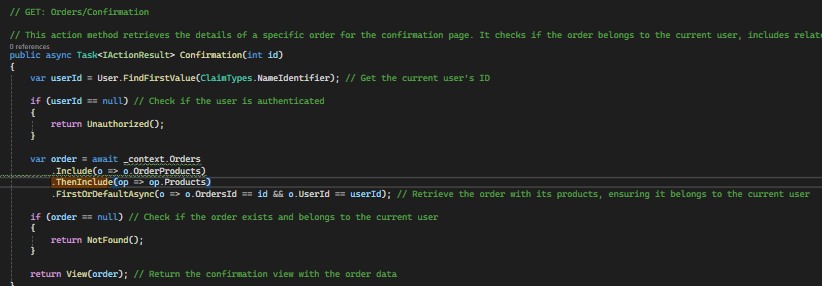 // GET: Orders/Confirmation
// This action method retrieves the details of a specific order for the confirmation page. It checks if the order belongs to the current user, includes relate
0 references
public async Task<IActionResult> Confirmation(int id)
{
var userId = User.FindFirstValue(ClaimTypes.NameIdentifier); // Get the current user's ID
if (userId == null) // Check if the user is authenticated
{
return Unauthorized();
}
var order = await _context.Orders
.Include(o => o.OrderProducts)
.ThenInclude(op => op.Products)
.FirstOrDefaultAsync(o => o.OrdersId == id && o.UserId == userId); // Retrieve the order with its products, ensuring it belongs to the current user
if (order == null) // Check if the order exists and belongs to the current user
{
return NotFound();
}
return View(order); // Return the confirmation view with the order data
}